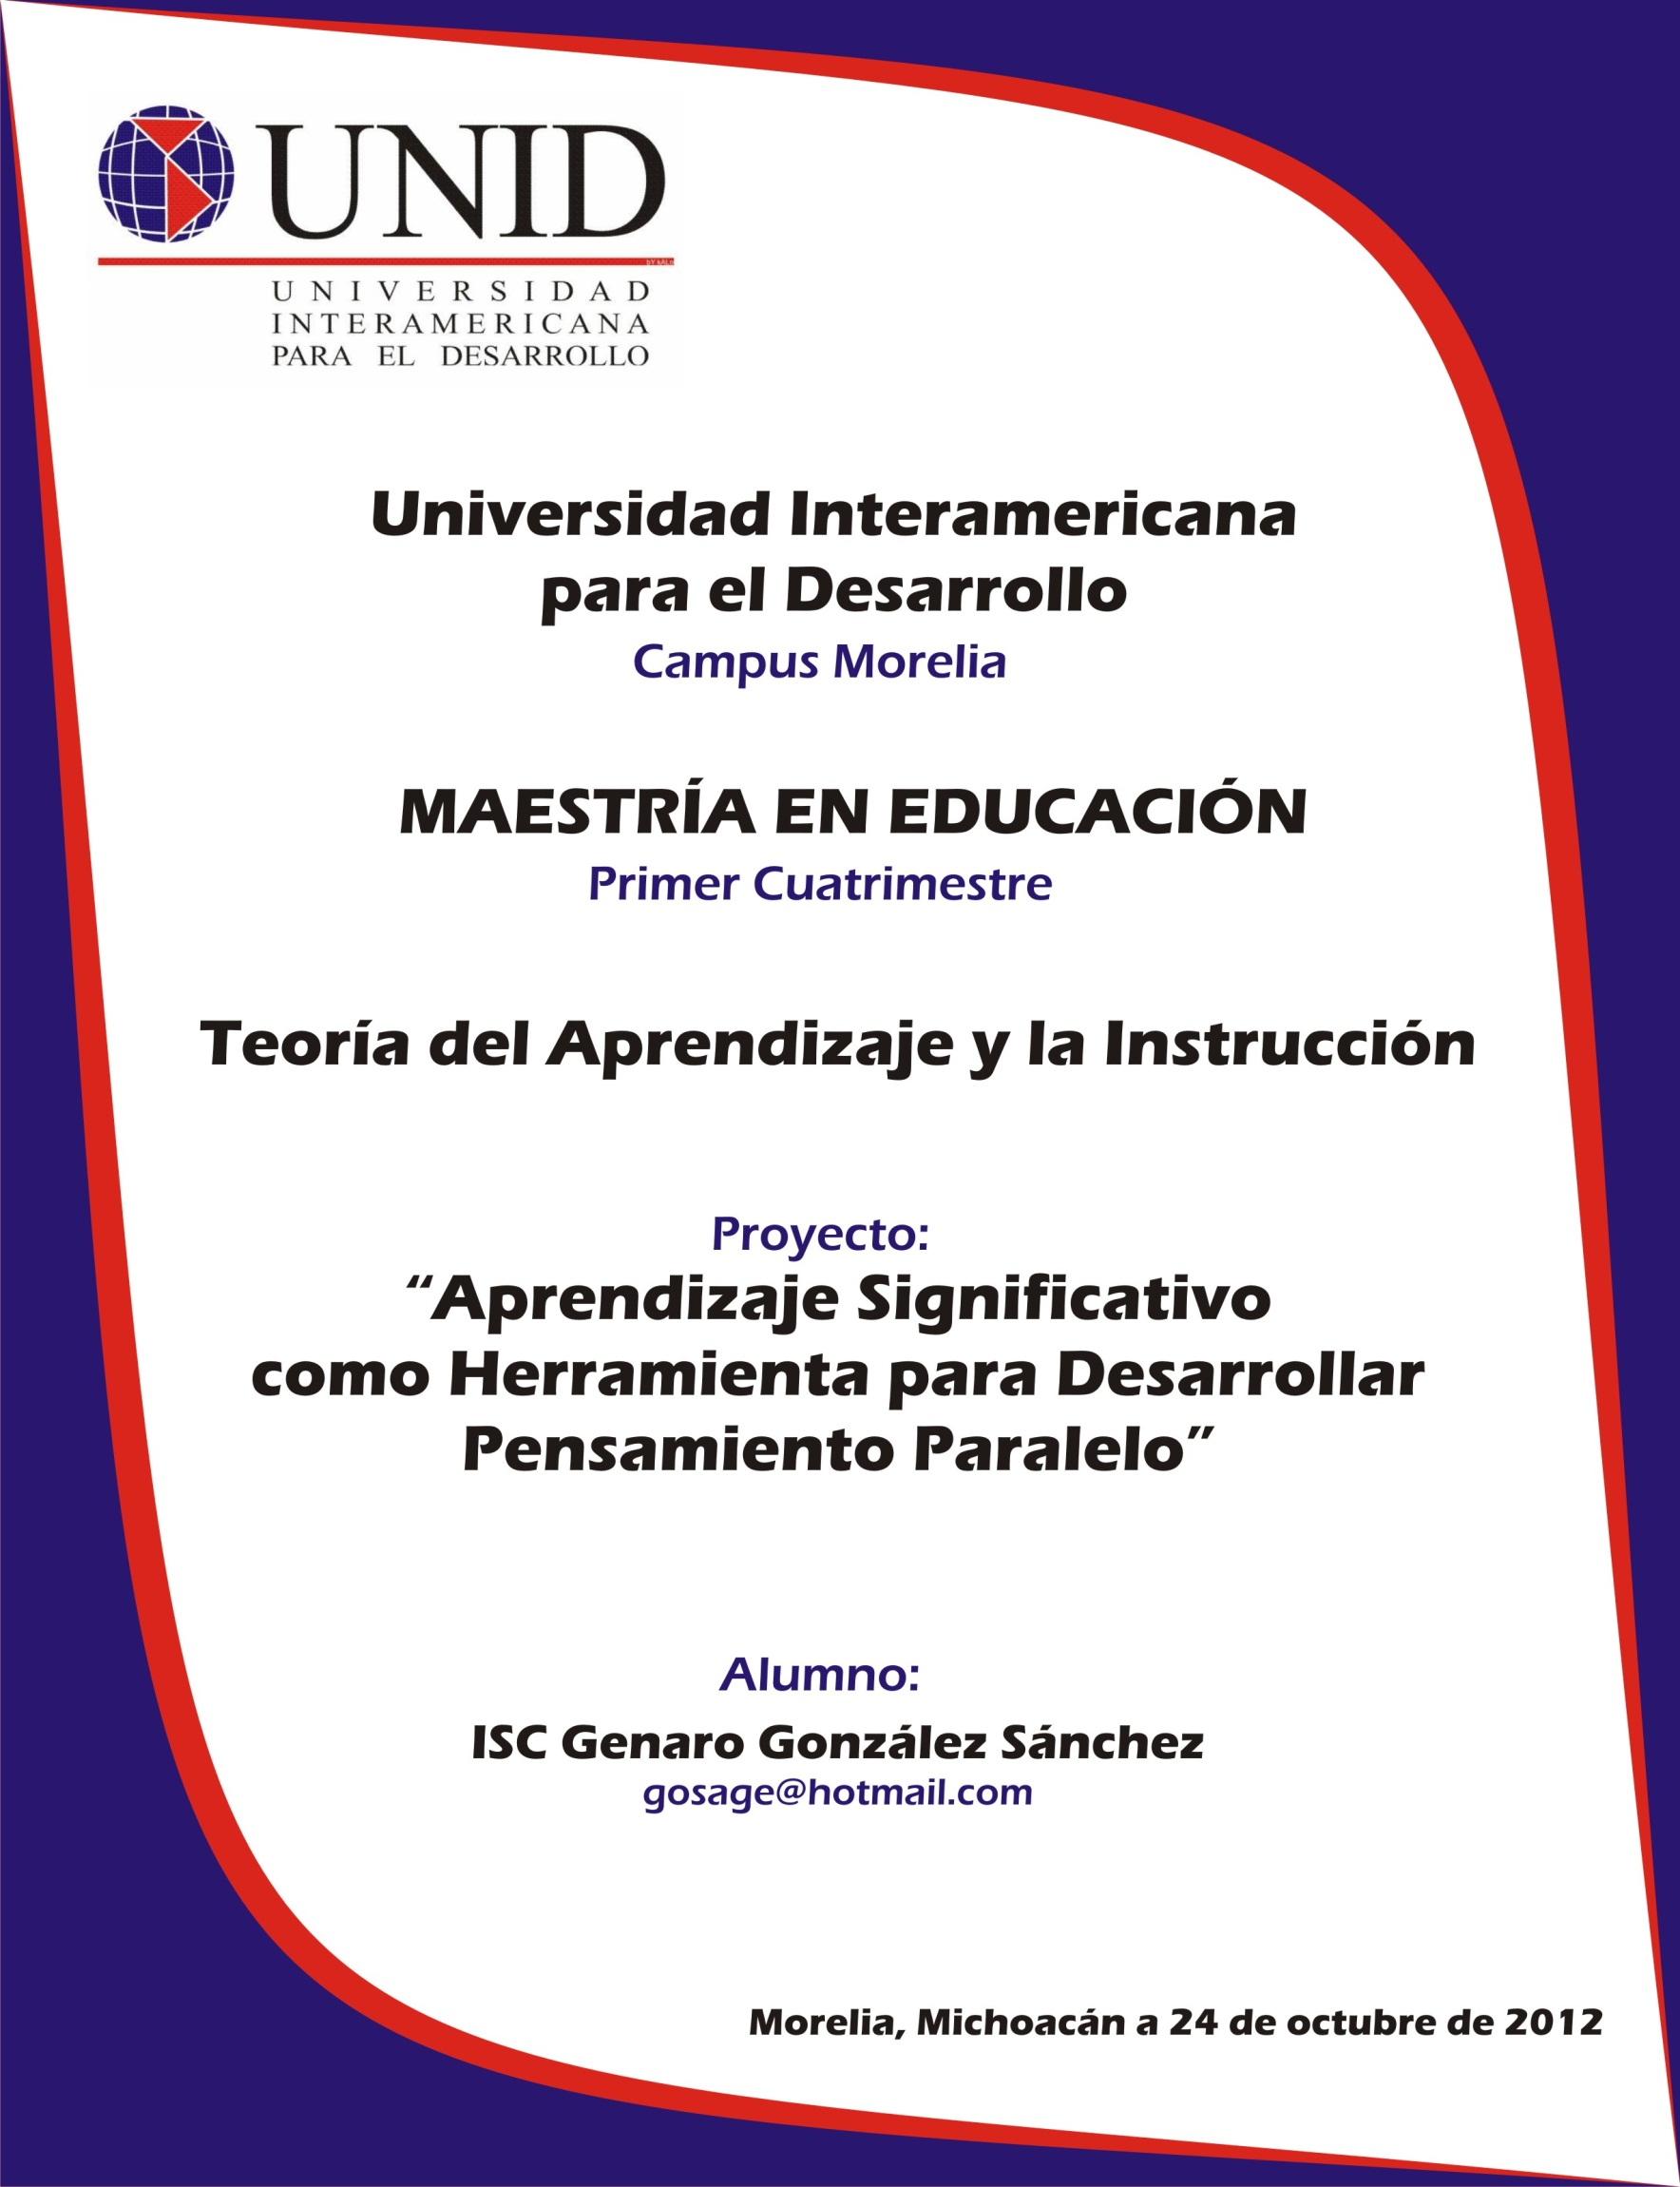 UNID
UNIVERSIDAD
INTERAMERICANA
PARA EL DESARROLLO
Universidad Interamericana
para el Desarrollo
Campus Morelia
MAESTRÍA EN EDUCACIÓN
Primer Cuatrimestre
Teoría del Aprendizaje y la Instrucción
Proyecto:
“Aprendizaje Significativo
como Herramienta para Desarrollar
Pensamiento Paralelo”
Alumno:
ISC Genaro González Sánchez
gosage@hotmail.com
Morelia, Michoacán a 24 de octubre de 2012